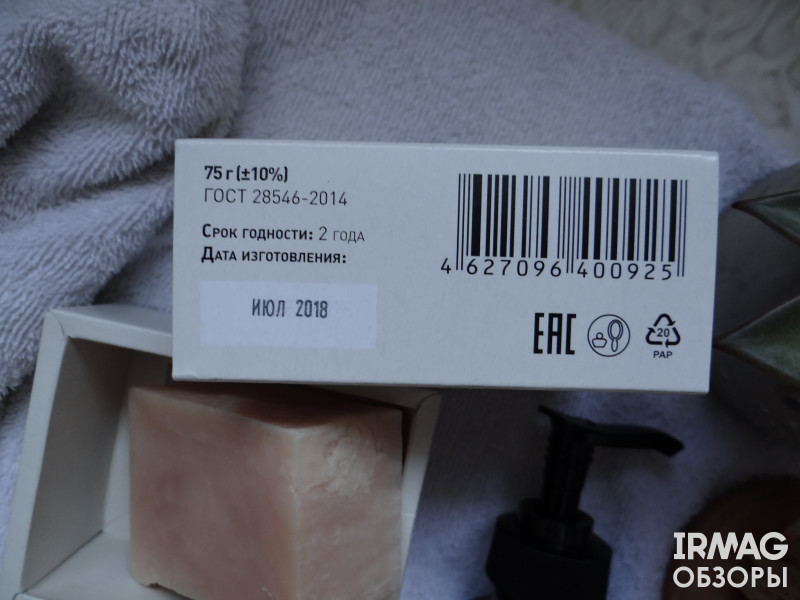 75 г (±10%)
ГОСТ 28546-2014
Срок годности: 2 года
Дата изготовления:
ИЮЛ 2018
4 627096 400925
EAC
20
PAP
IRMAG
ОБЗОРЫ